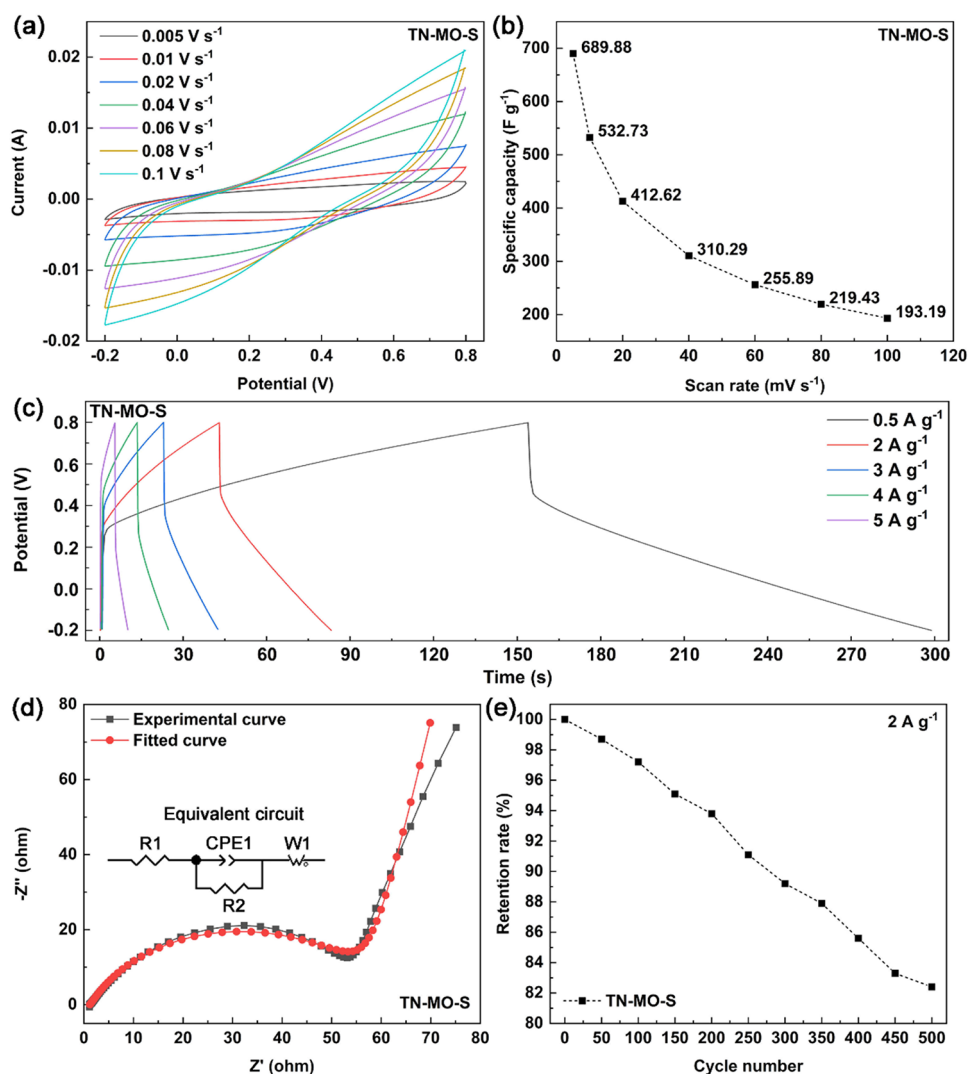 (a)
TN-MO-S
0.005 V s⁻¹
0.01 V s⁻¹
0.02 V s⁻¹
0.04 V s⁻¹
0.06 V s⁻¹
0.08 V s⁻¹
0.1 V s⁻¹
0.02
0.01
0.00
-0.01
-0.02
Current (A)
-0.2 0.0 0.2 0.4 0.6 0.8
Potential (V)
(b)
TN-MO-S
700
600
500
400
300
200
Specific capacity (F g⁻¹)
689.88
532.73
412.62
310.29
255.89
219.43
193.19
20 40 60 80 100 120
Scan rate (mV s⁻¹)
(c)
TN-MO-S
0.5 A g⁻¹
2 A g⁻¹
3 A g⁻¹
4 A g⁻¹
5 A g⁻¹
0.8
0.4
0.0
-0.2
Potential (V)
0 30 60 90 120 150 180 210 240 270 300
Time (s)
(d)
Experimental curve
Fitted curve
Equivalent circuit
R1 CPE1 W1
R2
80
60
40
20
0
-Z'' (ohm)
TN-MO-S
0 10 20 30 40 50 60 70 80
Z' (ohm)
(e)
2 A g⁻¹
100
98
96
94
92
90
88
86
84
82
80
Retention rate (%)
TN-MO-S
0 50 100 150 200 250 300 350 400 450 500
Cycle number